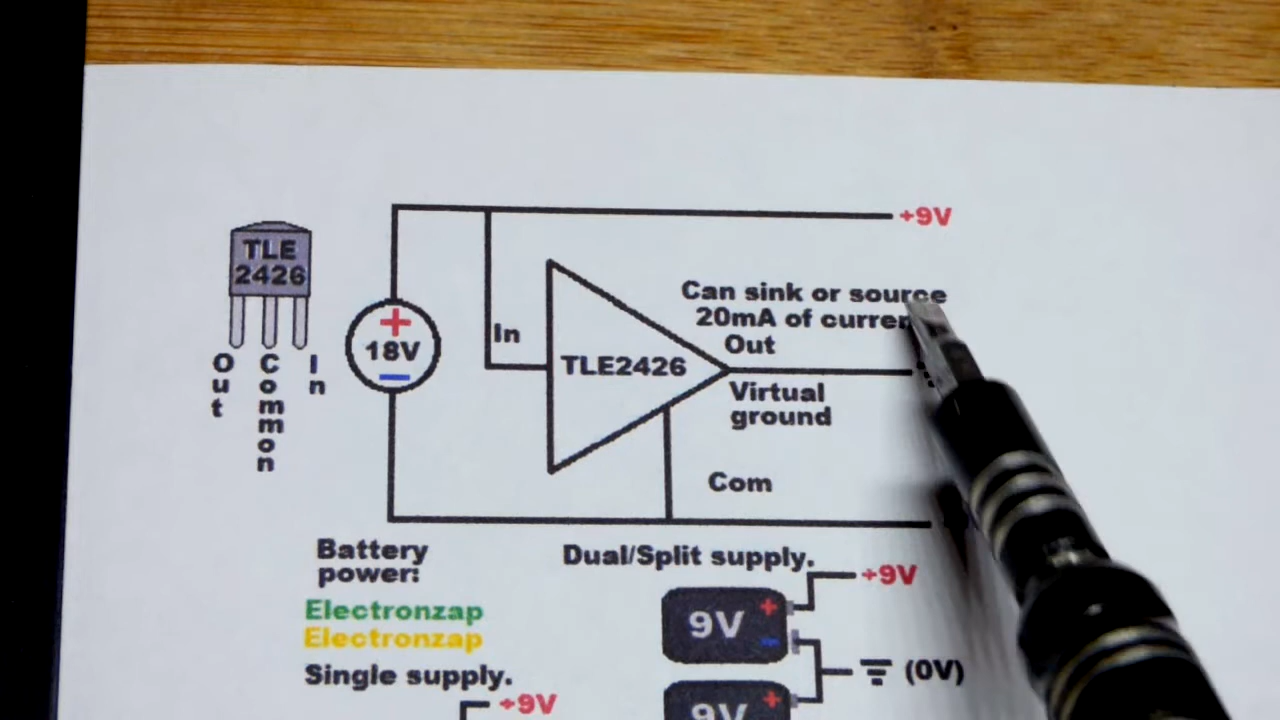 +9V
TLE
2426
Out
Common
In
+
18V
In
TLE2426
Can sink or source
20mA of
Out
Virtual
ground
Com
Battery
power:
Electronzap
Electronzap
Single supply.
+9V
Dual/Split supply.
+9V
9V
+
-
(0V)
9V
+